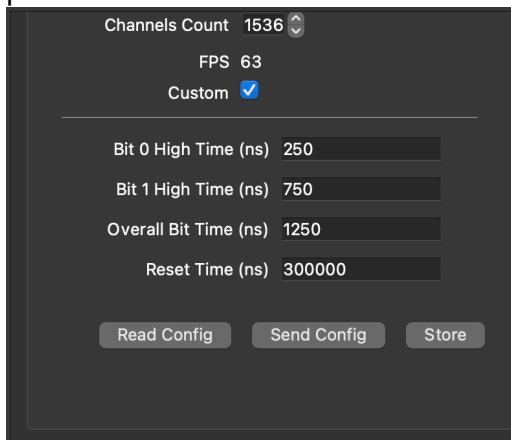 Channels Count 1536
FPS 63
Custom
Bit 0 High Time (ns) 250
Bit 1 High Time (ns) 750
Overall Bit Time (ns) 1250
Reset Time (ns) 300000
Read Config Send Config Store